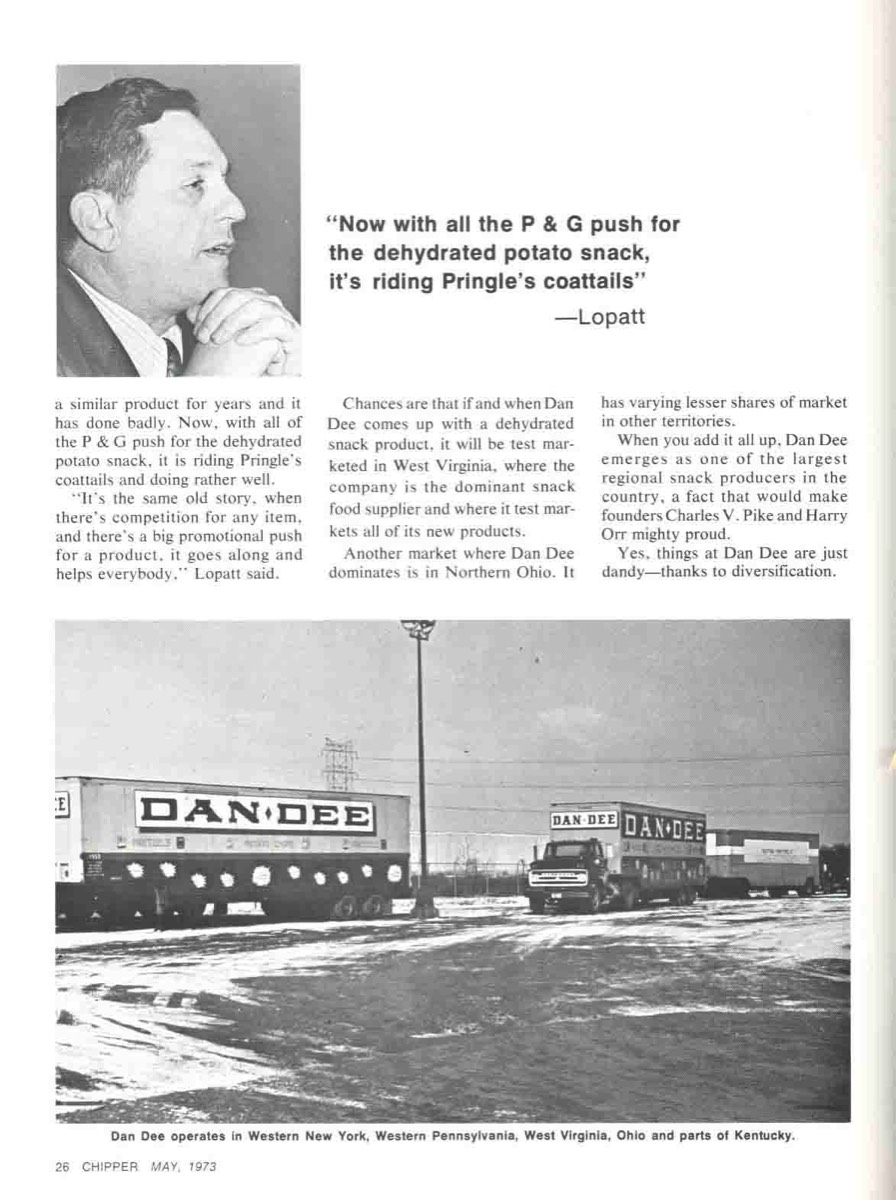 "Now with all the P & G push for
the dehydrated potato snack,
it's riding Pringle's coattails"
—Lopatt
a similar product for years and it
has done badly. Now, with all of
the P & G push for the dehydrated
potato snack, it is riding Pringle's
coattails and doing rather well.
"It's the same old story, when
there's competition for any item,
and there's a big promotional push
for a product, it goes along and
helps everybody," Lopatt said.
Chances are that if and when Dan
Dee comes up with a dehydrated
snack product, it will be test mar-
keted in West Virginia, where the
company is the dominant snack
food supplier and where it test mar-
kets all of its new products.
Another market where Dan Dee
dominates is in Northern Ohio. It
has varying lesser shares of market
in other territories.
When you add it all up, Dan Dee
emerges as one of the largest
regional snack producers in the
country, a fact that would make
founders Charles V. Pike and Harry
Orr mighty proud.
Yes, things at Dan Dee are just
dandy—thanks to diversification.
EE
DAN·DEE
PRETZELS POTATO CHIPS
DAN·DEE
DAN·DEE
Dan Dee operates in Western New York, Western Pennsylvania, West Virginia, Ohio and parts of Kentucky.
26 CHIPPER MAY, 1973